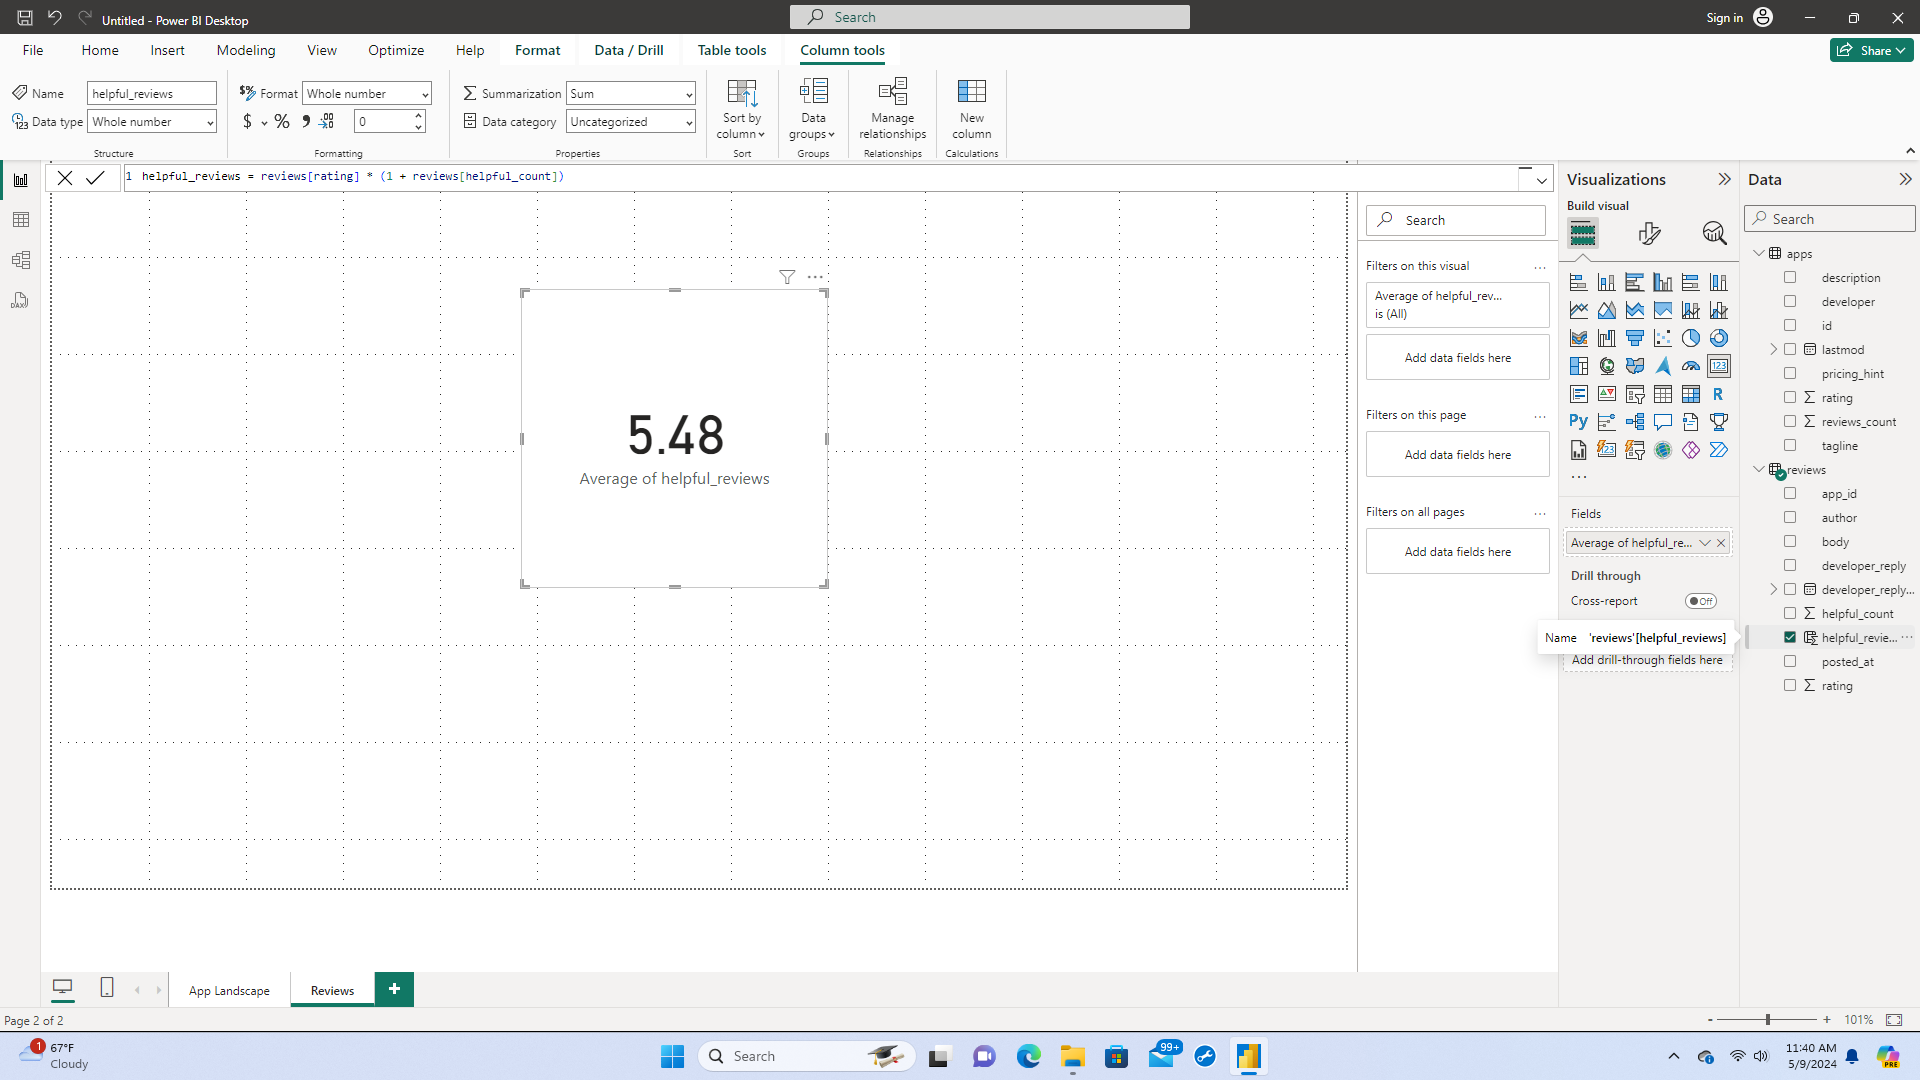 Untitled - Power BI Desktop
Search
Sign in
File
Home
Insert
Modeling
View
Optimize
Help
Format
Data / Drill
Table tools
Column tools
Share
Name
helpful_reviews
Data type
Whole number
Structure
Format
Whole number
$
%
0
Formatting
Summarization
Sum
Data category
Uncategorized
Properties
Sort by
column
Sort
Data
groups
Groups
Manage
relationships
Relationships
New
column
Calculations
1 helpful_reviews = reviews[rating] * (1 + reviews[helpful_count])
5.48
Average of helpful_reviews
Search
Filters on this visual
Average of helpful_rev...
is (All)
Add data fields here
Filters on this page
Add data fields here
Filters on all pages
Add data fields here
Visualizations
Build visual
Fields
Average of helpful_re...
Drill through
Cross-report
Off
Name 'reviews'[helpful_reviews]
Add drill-through fields here
Data
Search
apps
description
developer
id
lastmod
pricing_hint
rating
reviews_count
tagline
reviews
app_id
author
body
developer_reply
developer_reply...
helpful_count
helpful_revie...
posted_at
rating
App Landscape
Reviews
+
Page 2 of 2
- + 101%
1
67°F
Cloudy
Search
99+
11:40 AM
5/9/2024
PRE